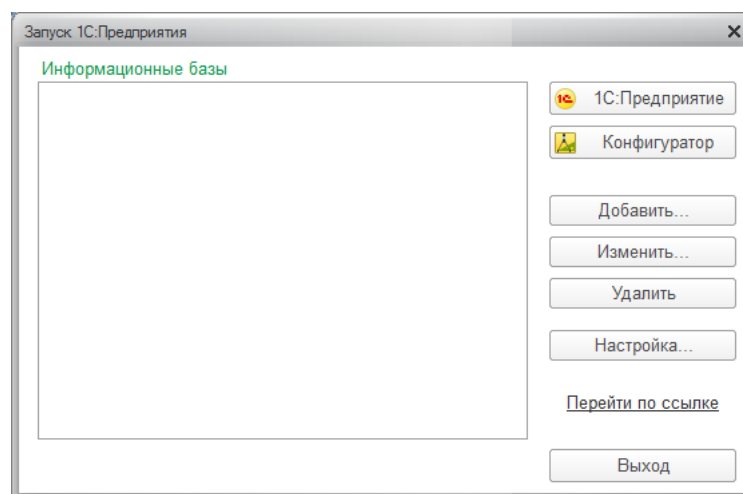 Запуск 1С:Предприятия
Информационные базы
1С:Предприятие
Конфигуратор
Добавить...
Изменить...
Удалить
Настройка...
Перейти по ссылке
Выход